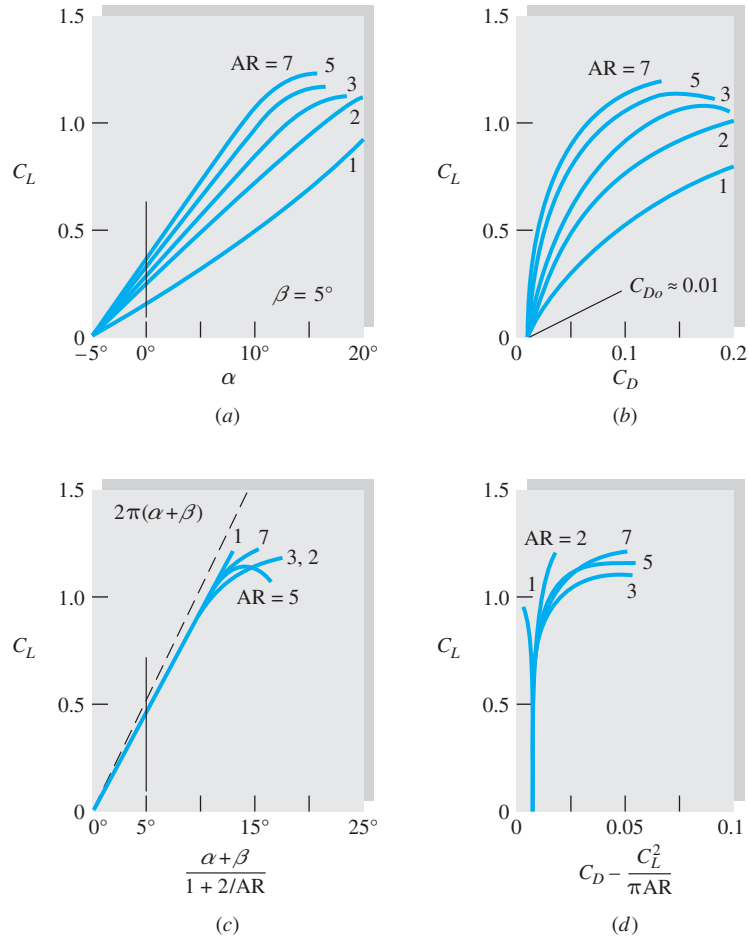 1.5
AR = 7
5
3
2
1
1.0
C_L
0.5
β = 5°
0
−5°
0°
10°
20°
α
(a)
1.5
AR = 7
5
3
2
1
1.0
C_L
0.5
C_{Do} ≈ 0.01
0
0
0.1
0.2
C_D
(b)
1.5
2π(α+β)
1
7
3, 2
AR = 5
1.0
C_L
0.5
0
0°
5°
15°
25°
α+β
1 + 2/AR
(c)
1.5
AR = 2
7
5
3
1
1.0
C_L
0.5
0
0
0.05
0.1
C_D − C_L^2
πAR
(d)